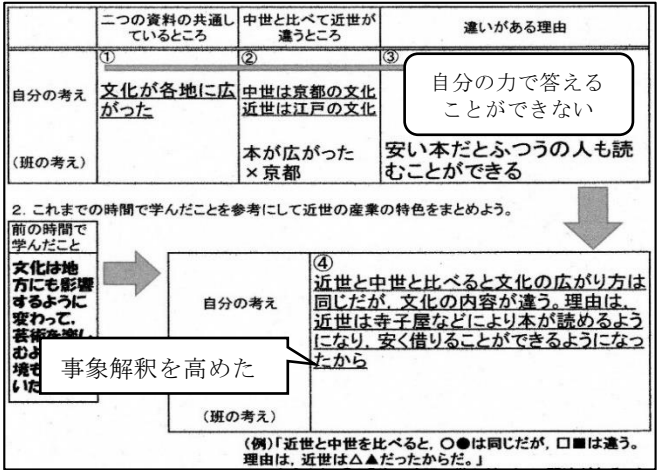 二つの資料の共通し
ているところ
中世と比べて近世が
違うところ
違いがある理由
自分の考え
①
文化が各地に広
がった
②
中世は京都の文化
近世は江戸の文化
③
自分の力で答える
ことができない
(班の考え)
本が広がった
×京都
安い本だとふつうの人も読
むことができる
2. これまでの時間で学んだことを参考にして近世の産業の特色をまとめよう。
前の時間で
学んだこと
文化は地
方にも影響
するように
変わって,
芸術を楽し
むよ
境も
いた
事象解釈を高めた
自分の考え
④
近世と中世と比べると文化の広がり方は
同じだが, 文化の内容が違う。理由は,
近世は寺子屋などにより本が読めるよう
になり, 安く借りることができるようになっ
たから
(班の考え)
(例)「近世と中世を比べると, ○●は同じだが, □■は違う。
理由は, 近世は△▲だったからだ。」